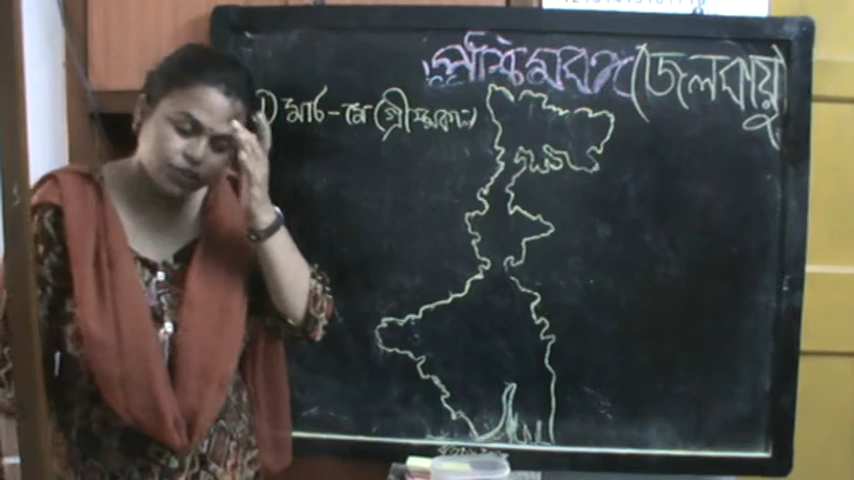 পশ্চিমবঙ্গ (জলবায়ু)
1) মার্চ - মে (গ্রীষ্মকাল)